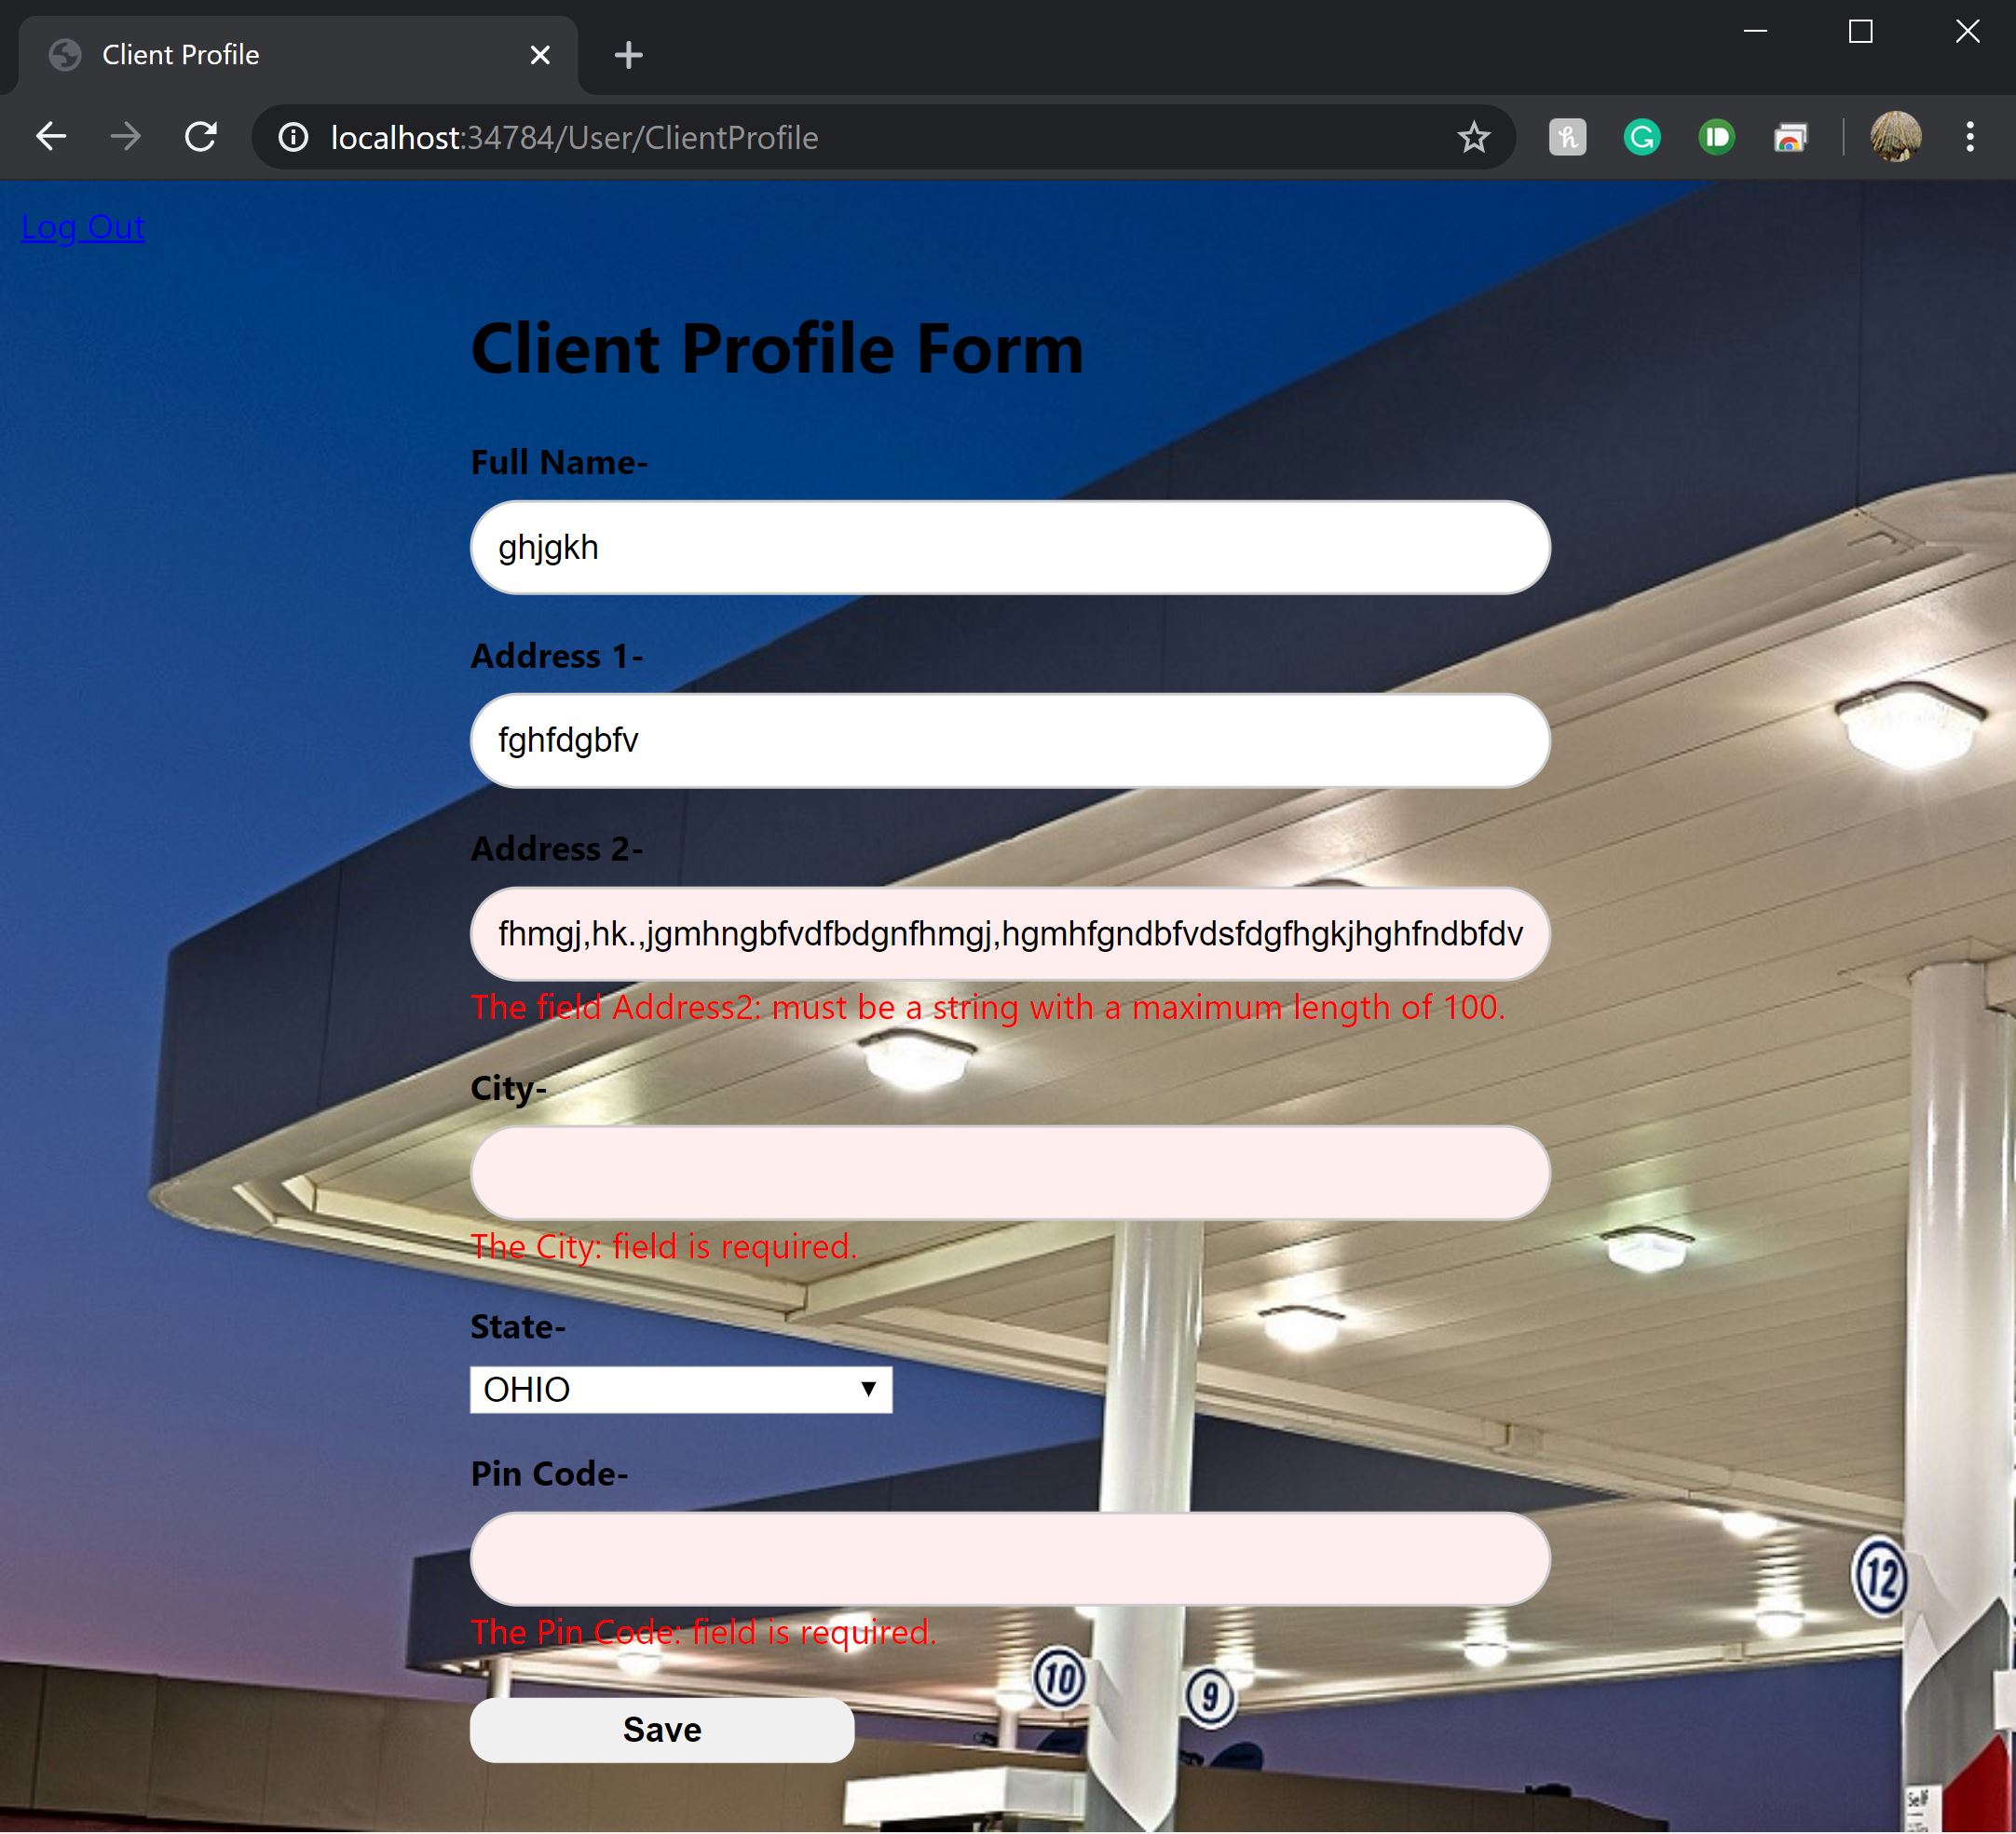 Client Profile
localhost:34784/User/ClientProfile
Log Out
Client Profile Form
Full Name-
ghjgkh
Address 1-
fghfdgbfv
Address 2-
fhmgj,hk.,jgmhngbfvdfbdgnfhmgj,hgmhfgndbfvdsfdgfhgkjhghfndbfdv
The field Address2: must be a string with a maximum length of 100.
City-
The City: field is required.
State-
OHIO
Pin Code-
12
The Pin Code: field is required.
10
9
Save
Self